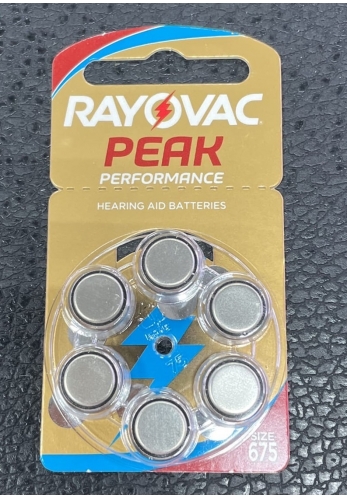 RAYOVAC
PEAK
PERFORMANCE
HEARING AID BATTERIES
SIZE
675